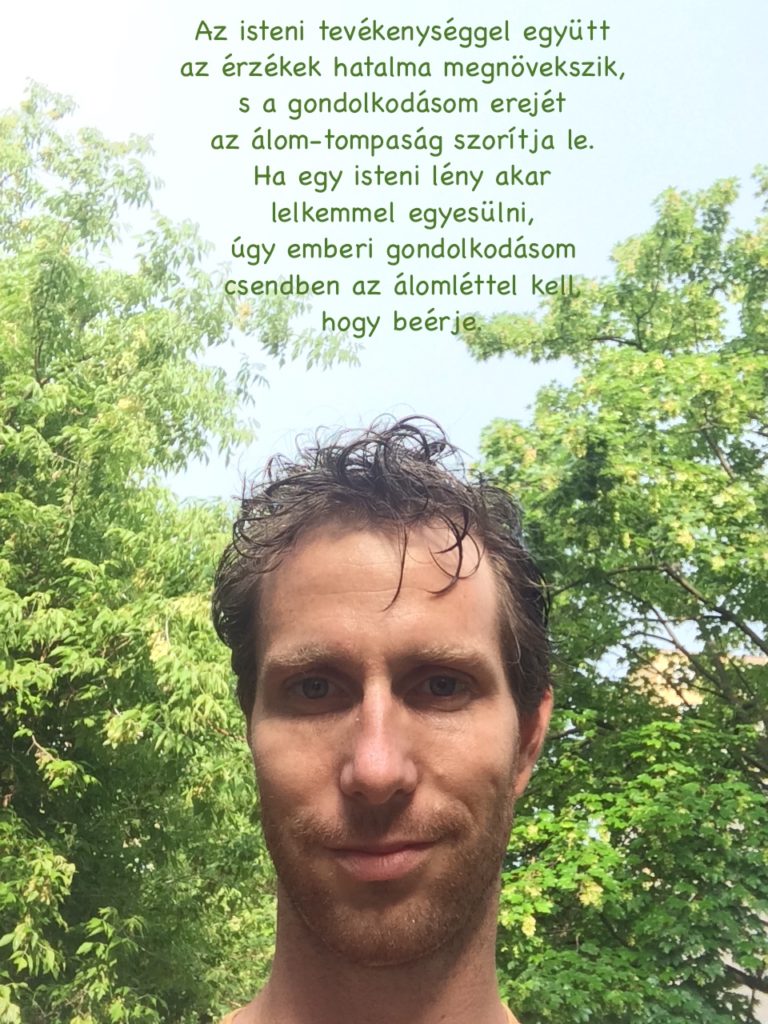 Az isteni tevékenységgel együtt
az érzékek hatalma megnövekszik,
s a gondolkodásom erejét
az álom-tompaság szorítja le.
Ha egy isteni lény akar
lelkemmel egyesülni,
úgy emberi gondolkodásom
csendben az álomléttel kell,
hogy beérje.